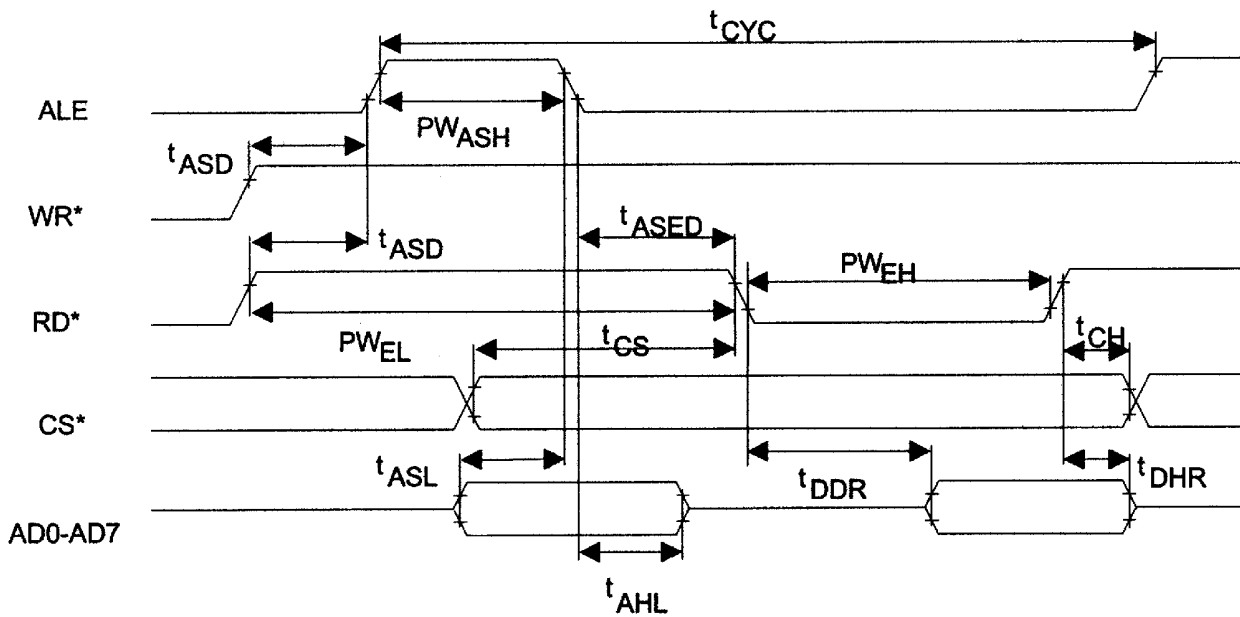 tCYC
ALE
PWASH
tASD
WR*
tASED
tASD
PWEH
RD*
PWEL
tCS
tCH
CS*
tASL
tDDR
tDHR
AD0-AD7
tAHL